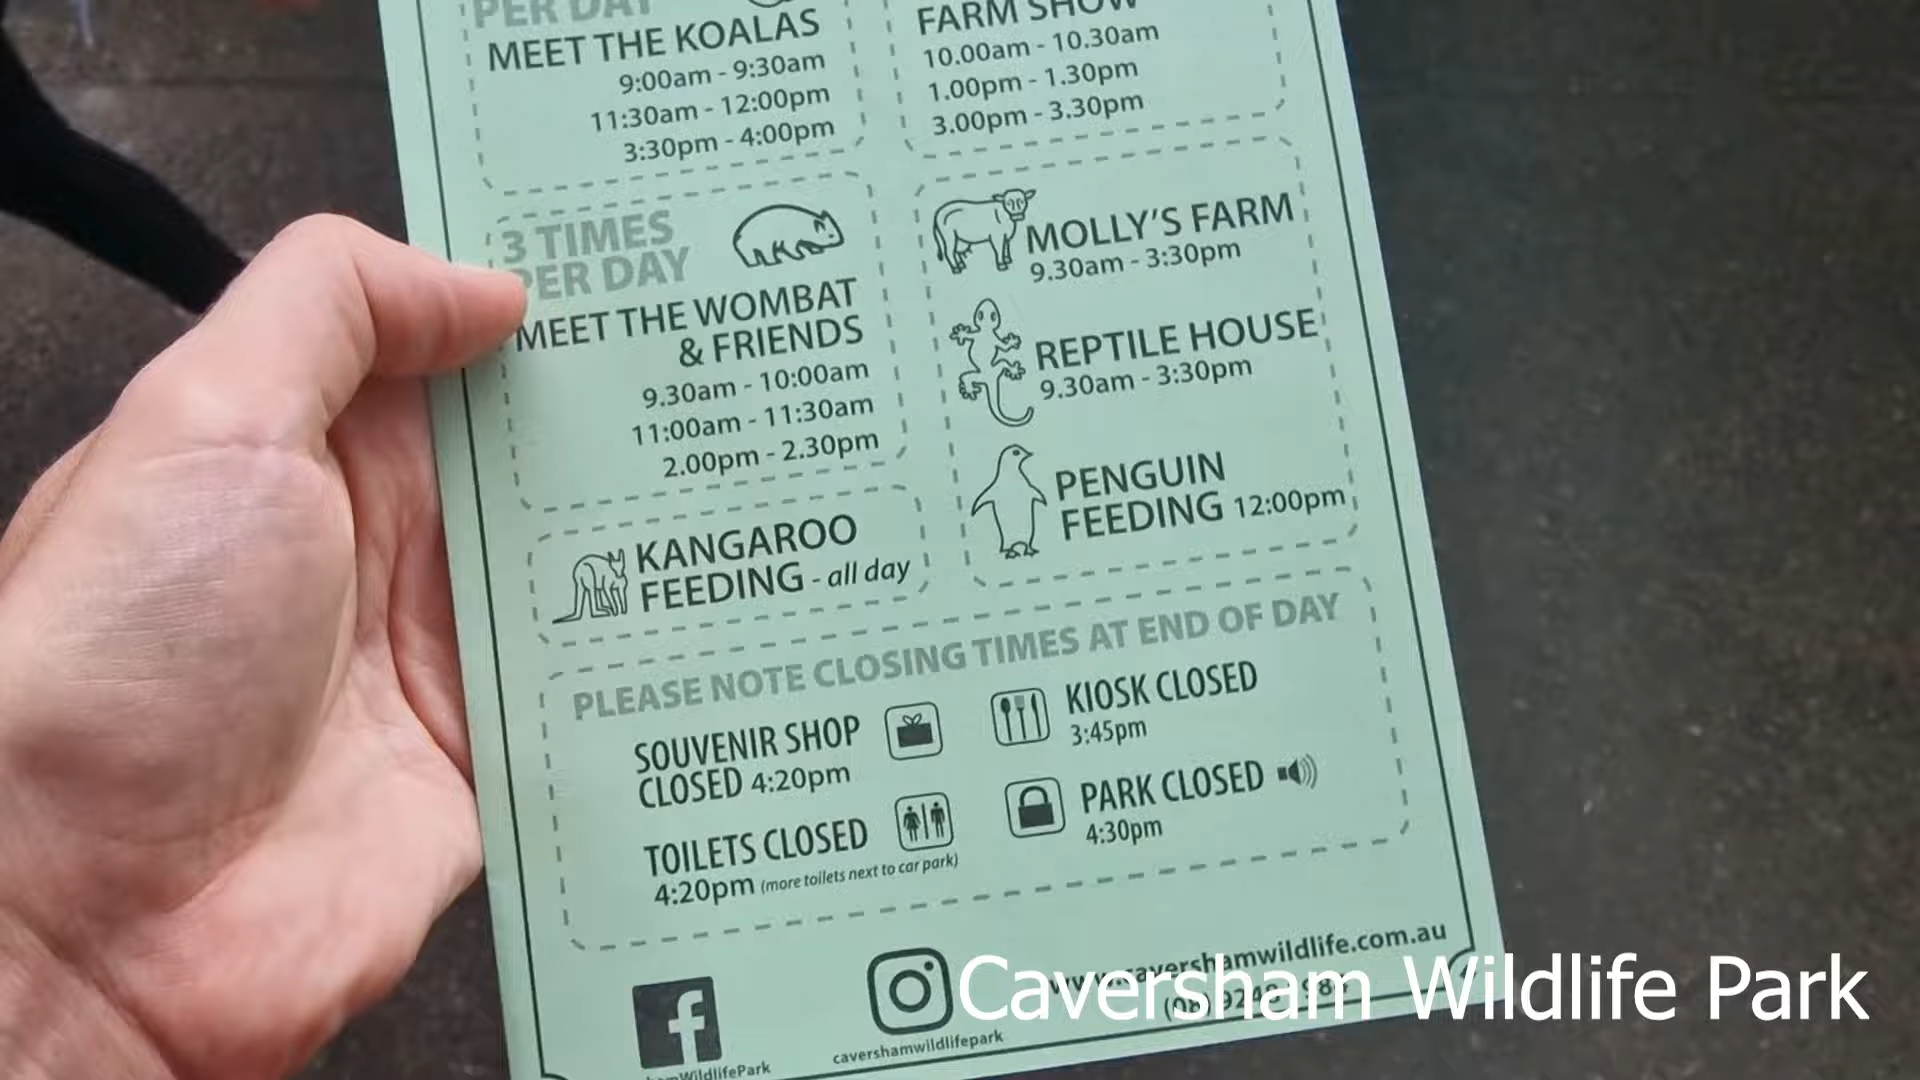 PER DAY
MEET THE KOALAS
9:00am - 9:30am
11:30am - 12:00pm
3:30pm - 4:00pm
FARM SHOW
10.00am - 10.30am
1.00pm - 1.30pm
3.00pm - 3.30pm
3 TIMES
PER DAY
MEET THE WOMBAT
& FRIENDS
9.30am - 10:00am
11:00am - 11:30am
2.00pm - 2.30pm
MOLLY'S FARM
9.30am - 3:30pm
REPTILE HOUSE
9.30am - 3:30pm
PENGUIN
FEEDING 12:00pm
KANGAROO
FEEDING - all day
PLEASE NOTE CLOSING TIMES AT END OF DAY
SOUVENIR SHOP
CLOSED 4:20pm
KIOSK CLOSED
3:45pm
TOILETS CLOSED
4:20pm (more toilets next to car park)
PARK CLOSED
4:30pm
www.cavershamwildlife.com.au
cavershamwildlifepark
Caversham Wildlife Park